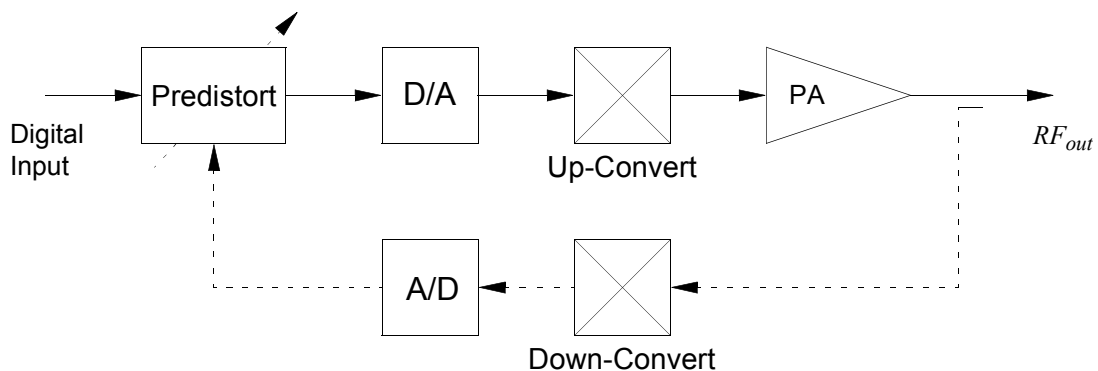 Predistort
D/A
PA
Digital
Input
Up-Convert
RFout
A/D
Down-Convert